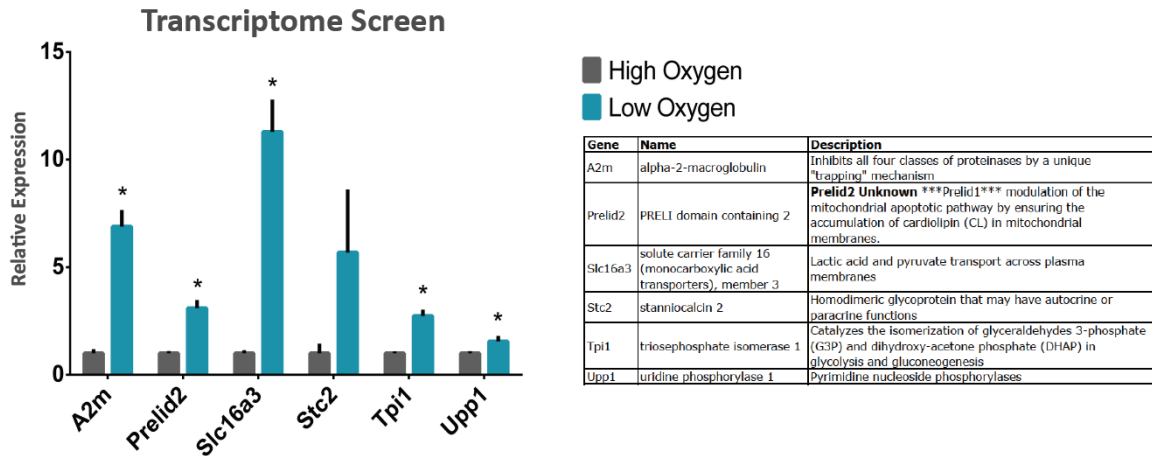 Transcriptome Screen
Relative Expression
15
10
5
0
*
*
*
*
*
A2m
Prelid2
Slc16a3
Stc2
Tpi1
Upp1
High Oxygen
Low Oxygen
Gene Name Description
A2m alpha-2-macroglobulin Inhibits all four classes of proteinases by a unique
"trapping" mechanism
Prelid2 PRELI domain containing 2 Prelid2 Unknown ***Prelid1*** modulation of the
mitochondrial apoptotic pathway by ensuring the
accumulation of cardiolipin (CL) in mitochondrial
membranes.
Slc16a3 solute carrier family 16
(monocarboxylic acid
transporters), member 3
Lactic acid and pyruvate transport across plasma
membranes
Stc2 stanniocalcin 2 Homodimeric glycoprotein that may have autocrine or
paracrine functions
Tpi1 triosephosphate isomerase 1 Catalyzes the isomerization of glyceraldehydes 3-phosphate
(G3P) and dihydroxy-acetone phosphate (DHAP) in
glycolysis and gluconeogenesis
Upp1 uridine phosphorylase 1 Pyrimidine nucleoside phosphorylases